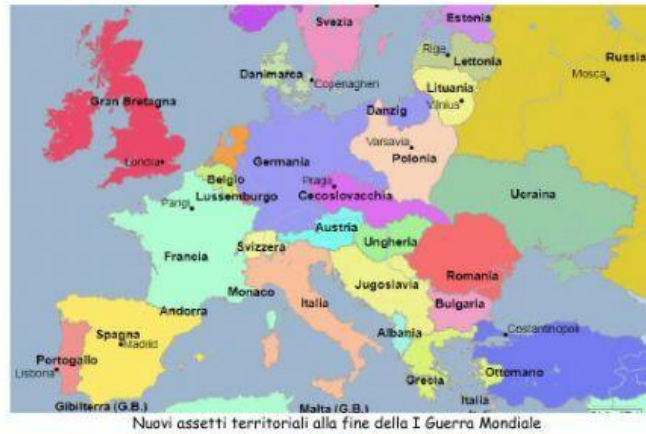 Svezia
Estonia
Riga
Lettonia
Russia
Mosca
Danimarca
Copenaghen
Lituania
Vilnius
Gran Bretagna
Danzig
Varsavia
Polonia
Londra
Germania
Belgio
Praga
Lussemburgo
Cecoslovacchia
Ucraina
Parigi
Austria
Svizzera
Ungheria
Francia
Romania
Jugoslavia
Monaco
Italia
Bulgaria
Andorra
Costantinopoli
Spagna
Madrid
Albania
Portogallo
Lisbona
Ottomano
Grecia
Gibilterra (G.B.)
Malta (G.B.)
Italia
Nuovi assetti territoriali alla fine della I Guerra Mondiale